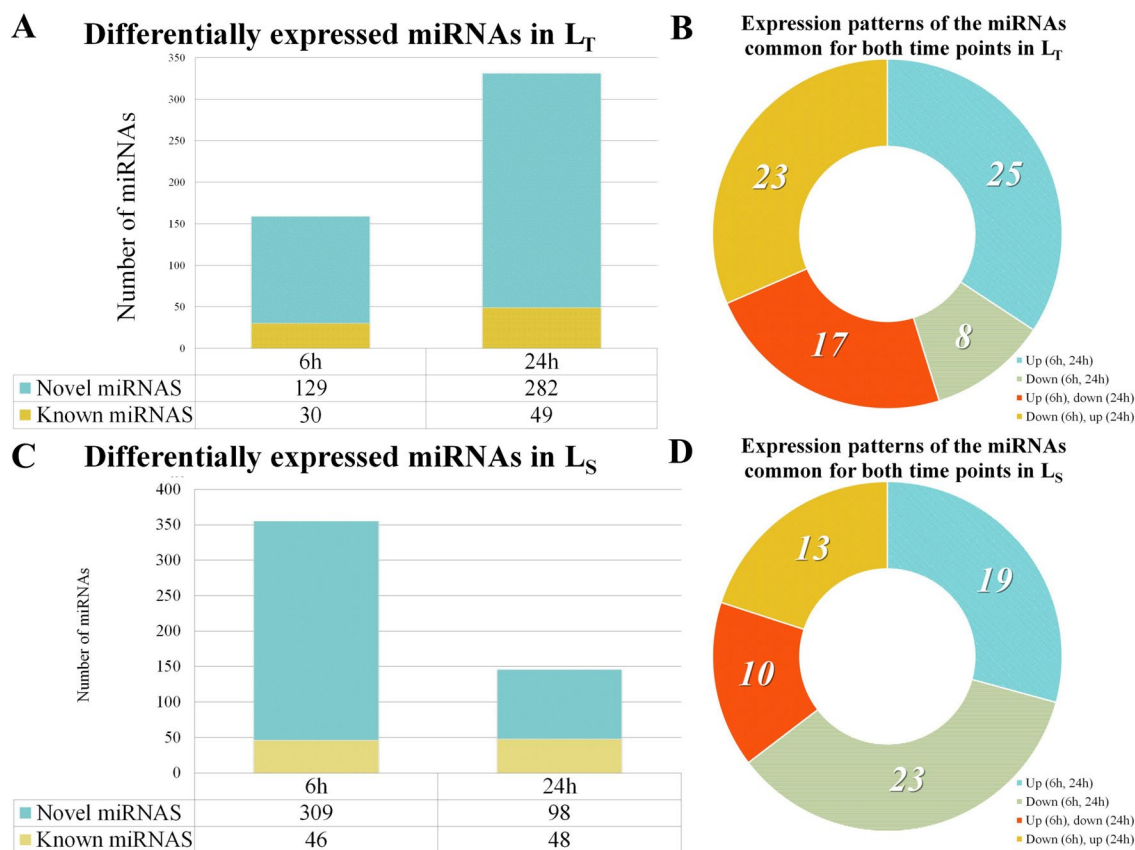 A
Differentially expressed miRNAs in LT
Number of miRNAs
350
300
250
200
150
100
50
0
6h 24h
Novel miRNAS 129 282
Known miRNAS 30 49
B
Expression patterns of the miRNAs
common for both time points in LT
23
25
17
8
Up (6h, 24h)
Down (6h, 24h)
Up (6h), down (24h)
Down (6h), up (24h)
C
Differentially expressed miRNAs in LS
Number of miRNAs
400
350
300
250
200
150
100
50
0
6h 24h
Novel miRNAS 309 98
Known miRNAS 46 48
D
Expression patterns of the miRNAs
common for both time points in LS
13
19
10
23
Up (6h, 24h)
Down (6h, 24h)
Up (6h), down (24h)
Down (6h), up (24h)